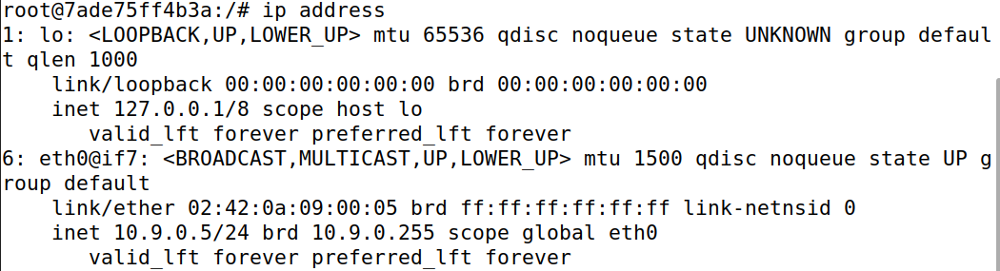 root@7ade75ff4b3a:/# ip address
1: lo: <LOOPBACK,UP,LOWER_UP> mtu 65536 qdisc noqueue state UNKNOWN group defaul
t qlen 1000
    link/loopback 00:00:00:00:00:00 brd 00:00:00:00:00:00
    inet 127.0.0.1/8 scope host lo
       valid_lft forever preferred_lft forever
6: eth0@if7: <BROADCAST,MULTICAST,UP,LOWER_UP> mtu 1500 qdisc noqueue state UP g
roup default
    link/ether 02:42:0a:09:00:05 brd ff:ff:ff:ff:ff:ff link-netnsid 0
    inet 10.9.0.5/24 brd 10.9.0.255 scope global eth0
       valid_lft forever preferred_lft forever